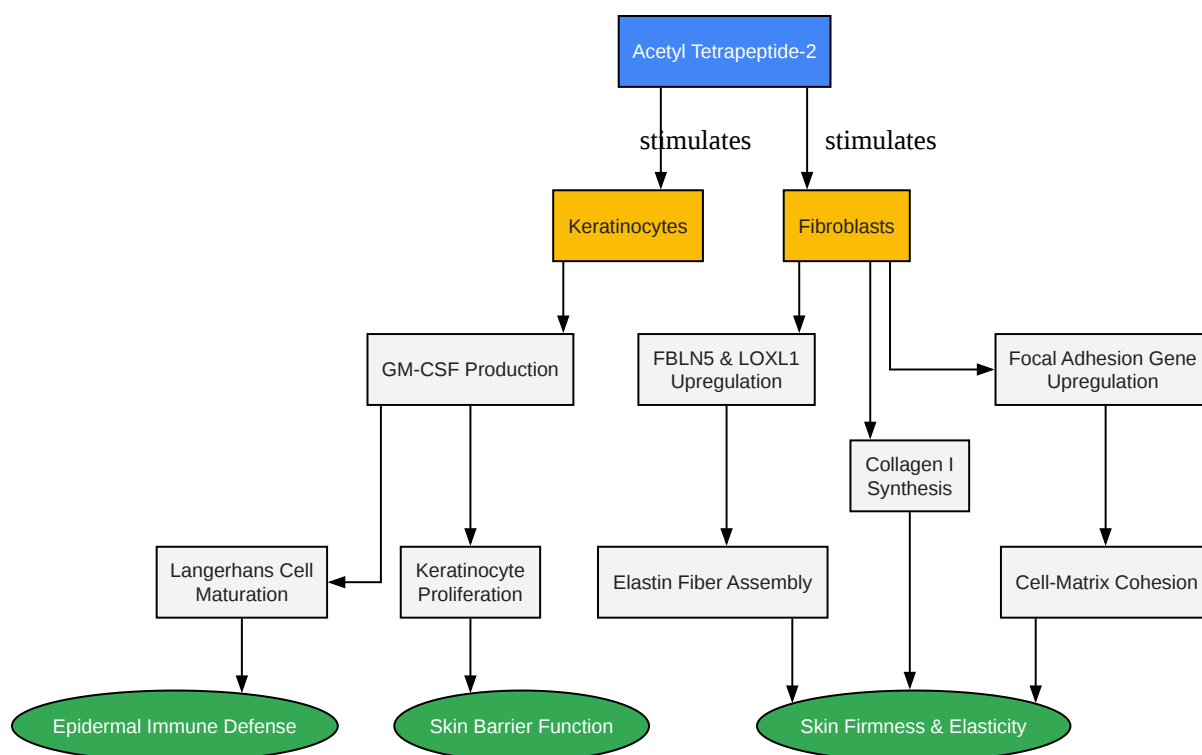 Acetyl Tetrapeptide-2
stimulates
stimulates
Keratinocytes
Fibroblasts
GM-CSF Production
FBLN5 & LOXL1
Upregulation
Focal Adhesion Gene
Upregulation
Collagen I
Synthesis
Langerhans Cell
Maturation
Keratinocyte
Proliferation
Elastin Fiber Assembly
Cell-Matrix Cohesion
Epidermal Immune Defense
Skin Barrier Function
Skin Firmness & Elasticity